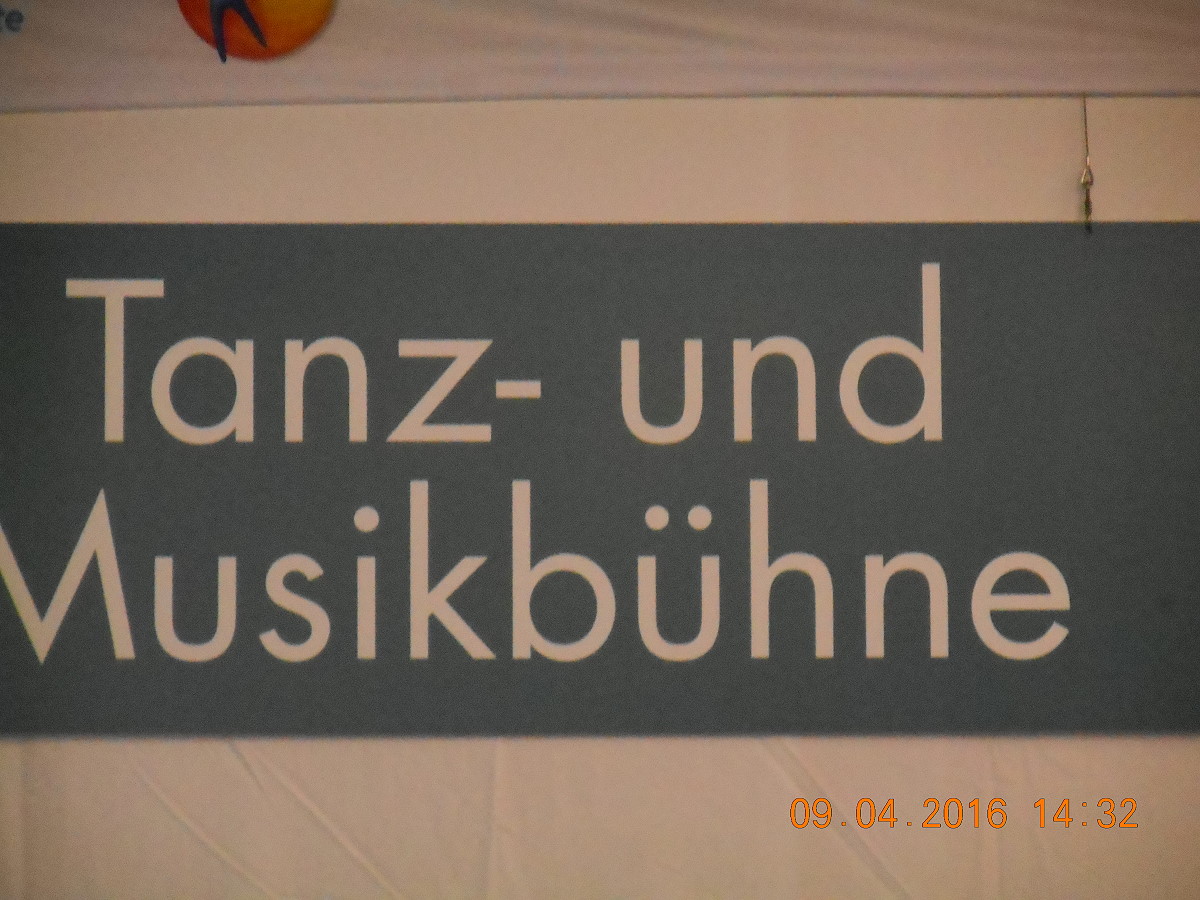 Tanz- und
Musikbühne
09.04.2016 14:32